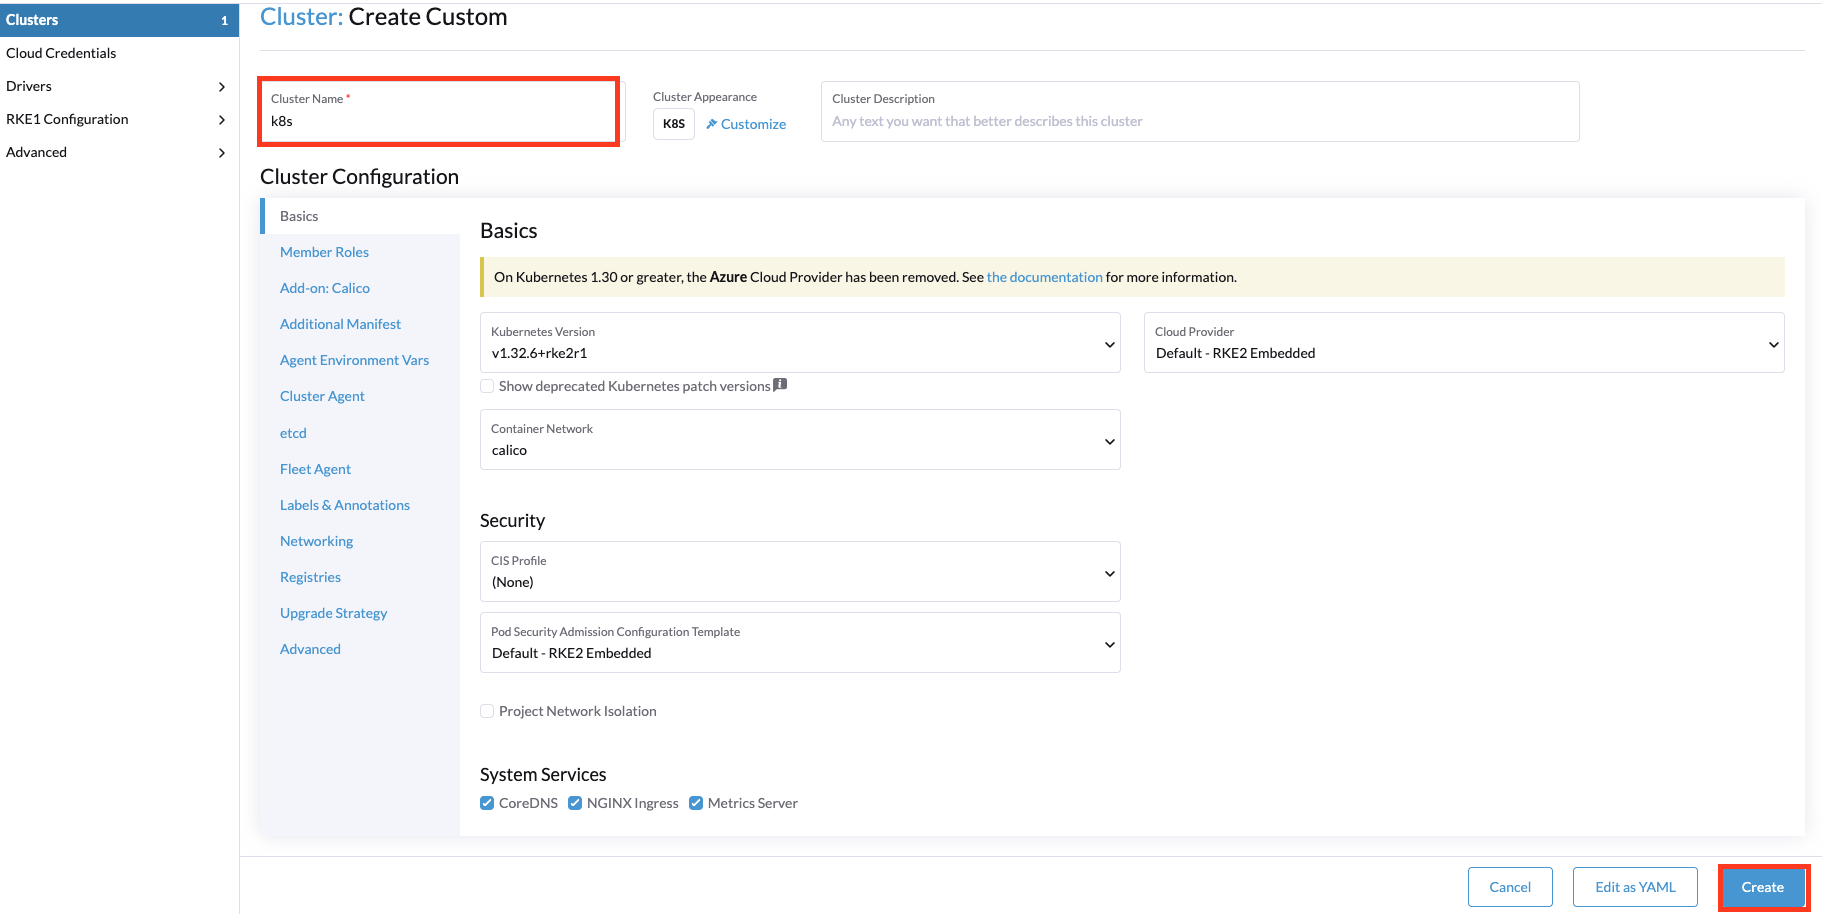 Clusters 1
Cloud Credentials
Drivers
RKE1 Configuration
Advanced
Cluster: Create Custom
Cluster Name *
k8s
Cluster Appearance
K8S Customize
Cluster Description
Any text you want that better describes this cluster
Cluster Configuration
Basics
Member Roles
Add-on: Calico
Additional Manifest
Agent Environment Vars
Cluster Agent
etcd
Fleet Agent
Labels & Annotations
Networking
Registries
Upgrade Strategy
Advanced
Basics
On Kubernetes 1.30 or greater, the Azure Cloud Provider has been removed. See the documentation for more information.
Kubernetes Version
v1.32.6+rke2r1
Cloud Provider
Default - RKE2 Embedded
Show deprecated Kubernetes patch versions
Container Network
calico
Security
CIS Profile
(None)
Pod Security Admission Configuration Template
Default - RKE2 Embedded
Project Network Isolation
System Services
CoreDNS NGINX Ingress Metrics Server
Cancel Edit as YAML Create